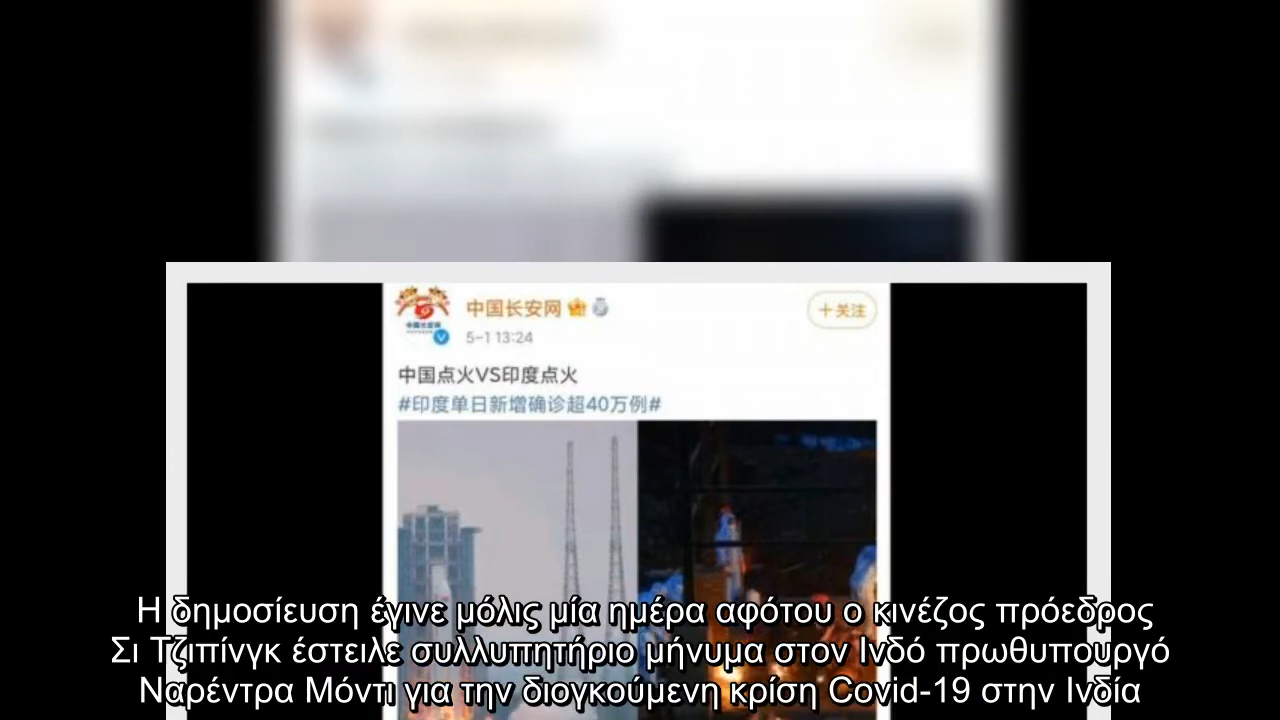 中国长安网
+关注
5-1 13:24
中国点火VS印度点火
#印度单日新增确诊超40万例#
Η δημοσίευση έγινε μόλις μία ημέρα αφότου ο κινέζος πρόεδρος
Σι Τζιπίνγκ έστειλε συλλυπητήριο μήνυμα στον Ινδό πρωθυπουργό
Ναρέντρα Μόντι για την διογκούμενη κρίση Covid-19 στην Ινδία